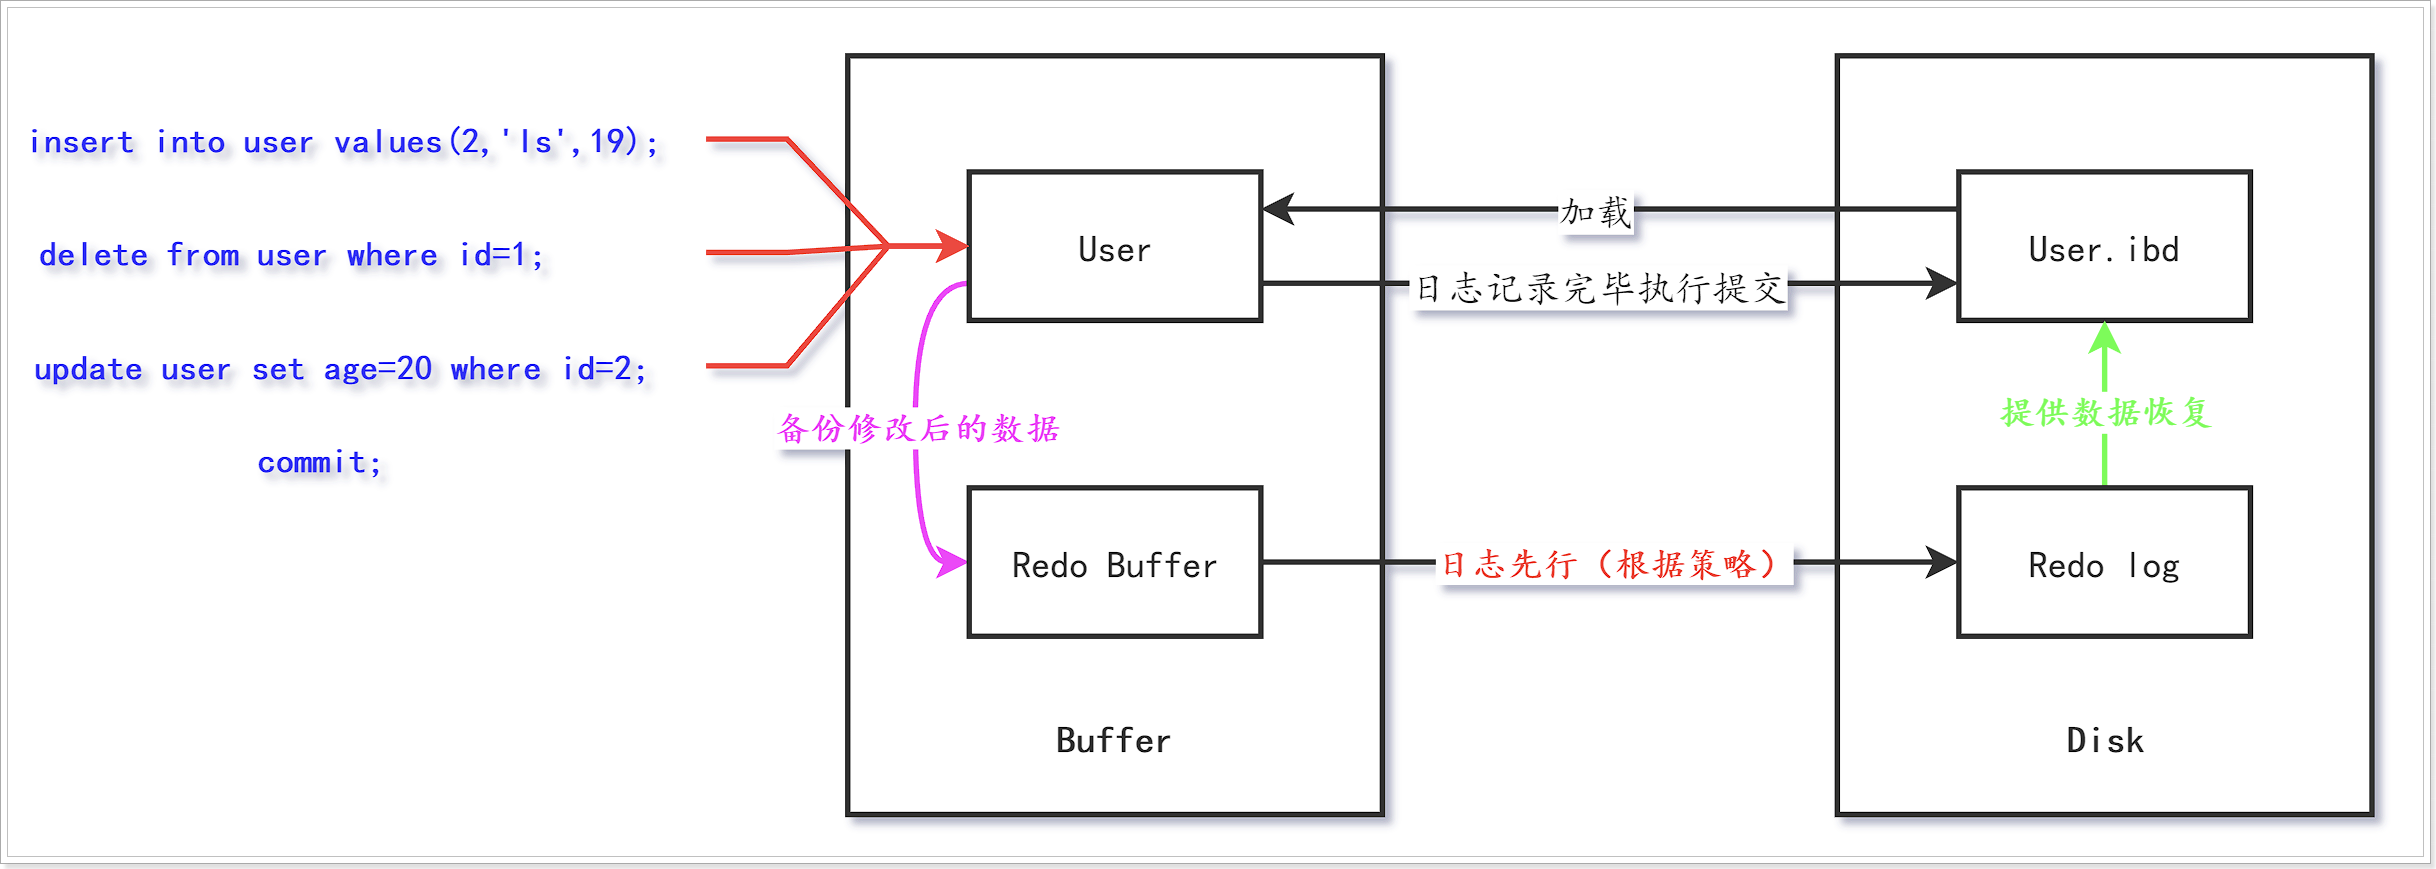 insert into user values(2,'ls',19);
delete from user where id=1;
update user set age=20 where id=2;
commit;
User
备份修改后的数据
Redo Buffer
Buffer
加载
日志记录完毕执行提交
日志先行（根据策略）
User.ibd
提供数据恢复
Redo log
Disk